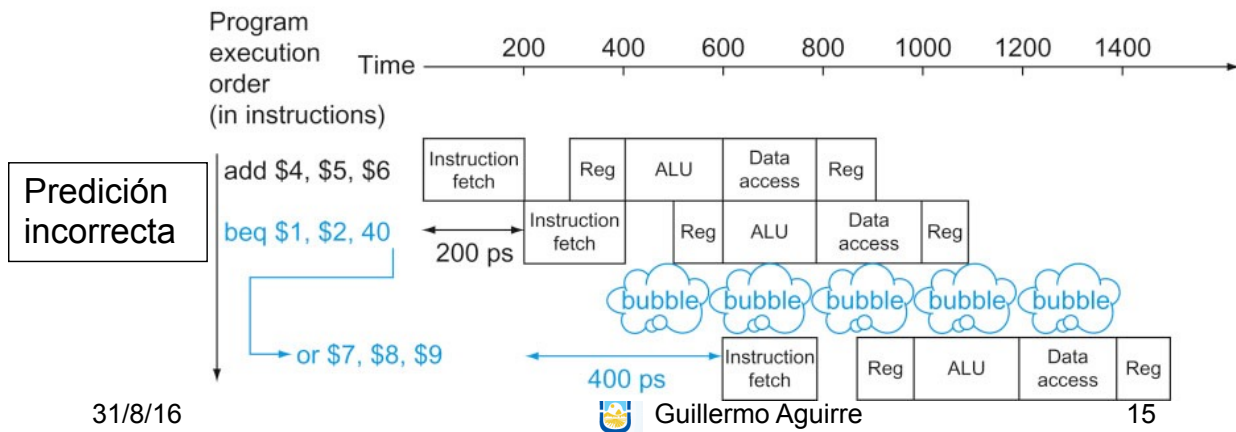 Program
execution
order
(in instructions)
Time
200 400 600 800 1000 1200 1400
Predición
incorrecta
add $4, $5, $6
Instruction
fetch
Reg
ALU
Data
access
Reg
beq $1, $2, 40
200 ps
Instruction
fetch
Reg
ALU
Data
access
Reg
bubble bubble bubble bubble bubble
or $7, $8, $9
400 ps
Instruction
fetch
Reg
ALU
Data
access
Reg
31/8/16 Guillermo Aguirre 15